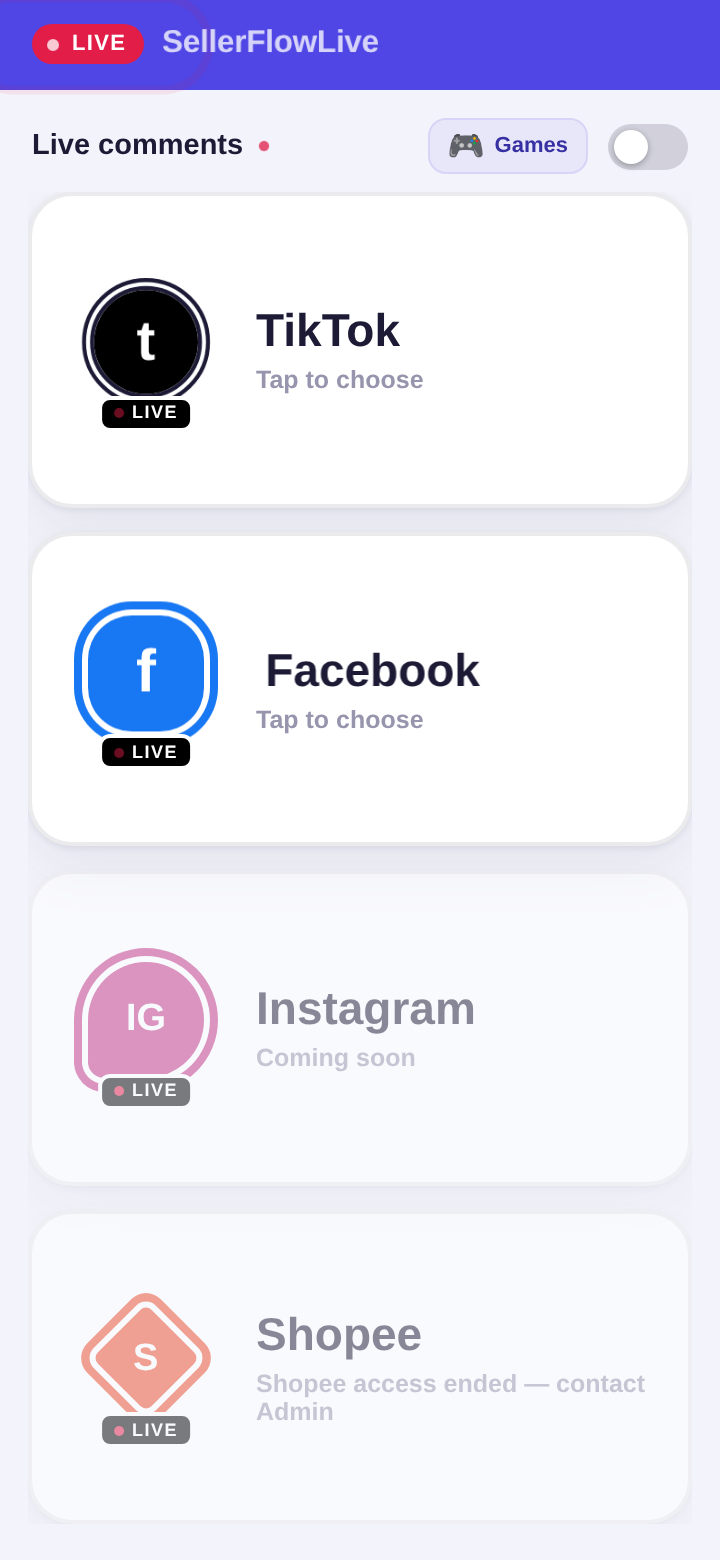 LIVE SellerFlowLive
Live comments
🎮 Games
t
LIVE
TikTok
Tap to choose
f
LIVE
Facebook
Tap to choose
IG
LIVE
Instagram
Coming soon
S
LIVE
Shopee
Shopee access ended — contact
Admin